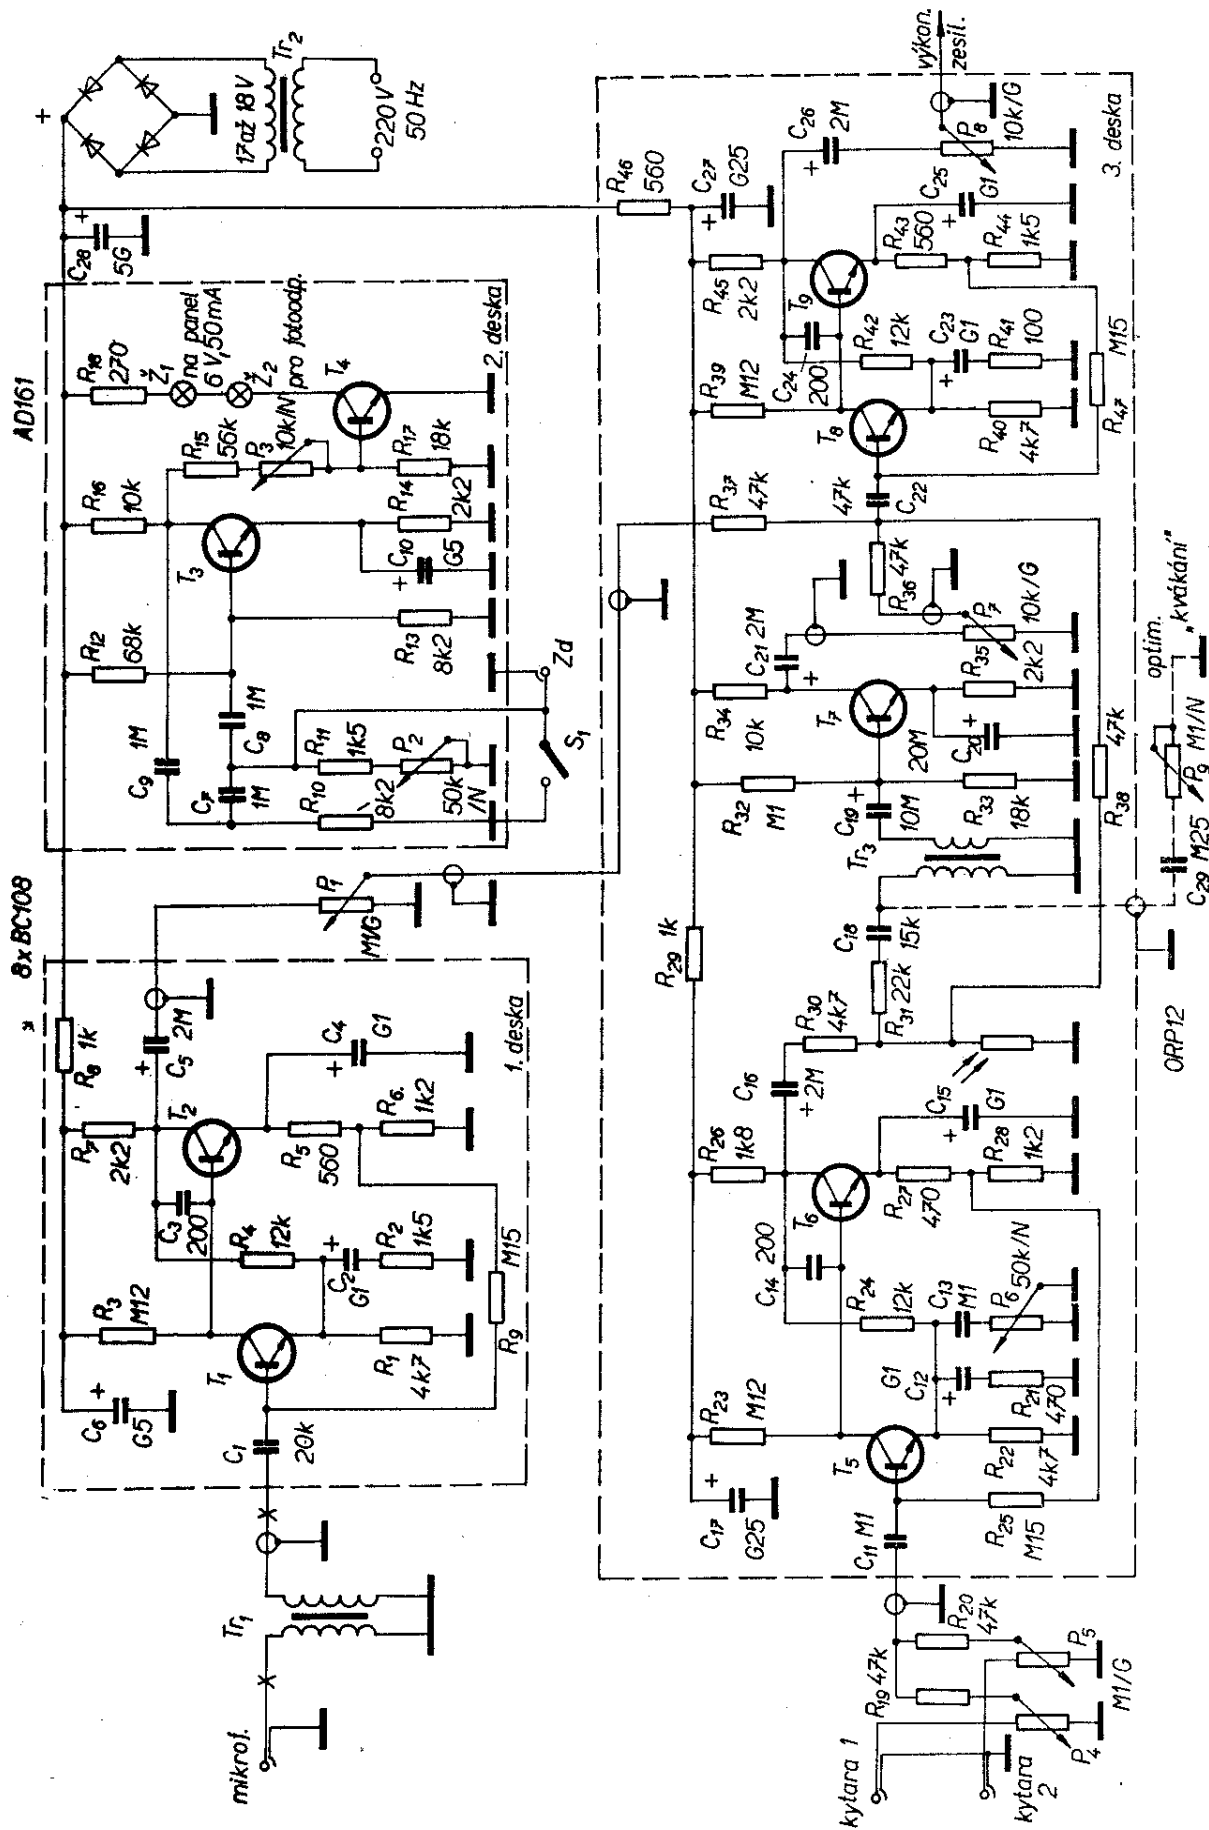 mikrof.
Tr1
C1
20k
C6
+
G5
R3
M12
T1
R1
4k7
R9
M15
C3
200
R4
12k
+
C2
G1
R2
1k5
R7
2k2
T2
R5
560
R6
1k2
+
C4
G1
+
C5
2M
R8
1k
1. deska
8x BC108
P1
M1/G
AD161
C9
1M
C7
1M
C8
1M
R10
8k2
R11
1k5
P2
50k
/N
S1
Zd
R12
68k
R13
8k2
T3
R16
10k
+
C10
G5
R14
2k2
R15
56k
P3
10k/N
R17
18k
T4
R18
270
Ž1
na panel
6 V, 50 mA
Ž2
pro fotoodp.
2. deska
C28
+
5G
+
17 až 18 V
Tr2
220 V
50 Hz
kytara 1
kytara
2
P4
P5
M1/G
R19
47k
R20
47k
C11
M1
C17
+
G25
R23
M12
T5
R25
M15
R22
4k7
R21
470
G1
C12
+
C13
M1
P6
50k/N
C14
200
R24
12k
R26
1k8
T6
R27
470
R28
1k2
+
C15
G1
C16
+
2M
R30
4k7
R31
22k
C18
15k
R29
1k
ORP12
C29
M25
P9
M1/N
optim.
„kvákání"
Tr3
C19
+
10M
R32
M1
R33
18k
R34
10k
T7
20M
C20
+
R35
2k2
C21
2M
+
P7
10k/G
R36
47k
R37
47k
R38
47k
47k
C22
R39
M12
T8
R40
4k7
R47
M15
C24
200
R42
12k
C23
+
G1
R41
100
R45
2k2
T9
R43
560
R44
1k5
C25
+
G1
C26
+
2M
P8
10k/G
R46
560
C27
+
G25
3. deska
výkon.
zesil.